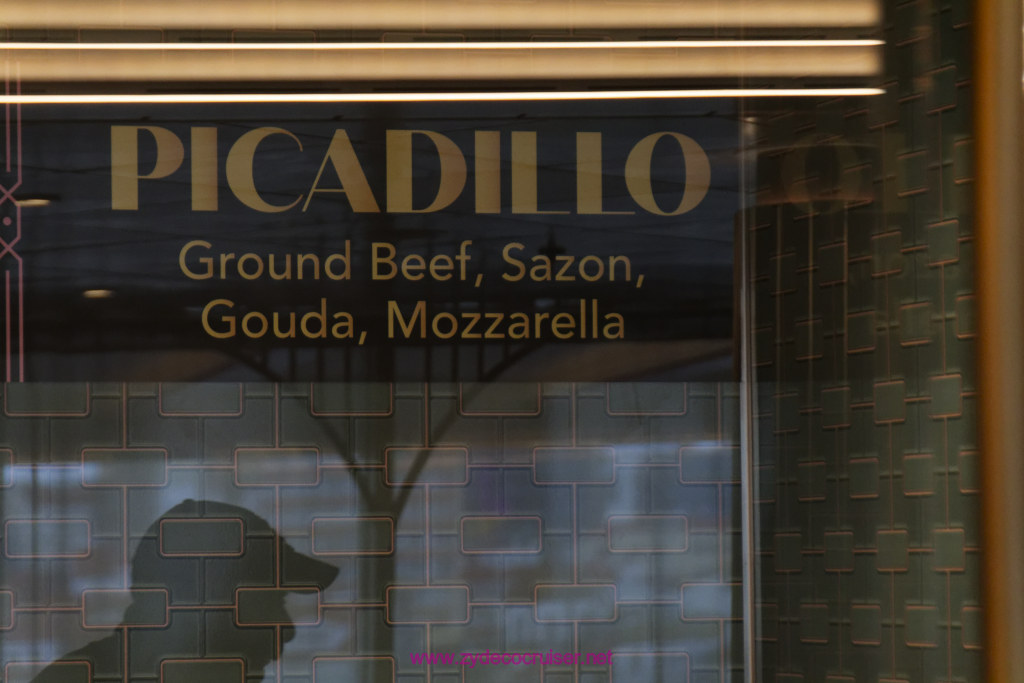 PICADILLO
Ground Beef, Sazon,
Gouda, Mozzarella
www.zydecocruiser.net